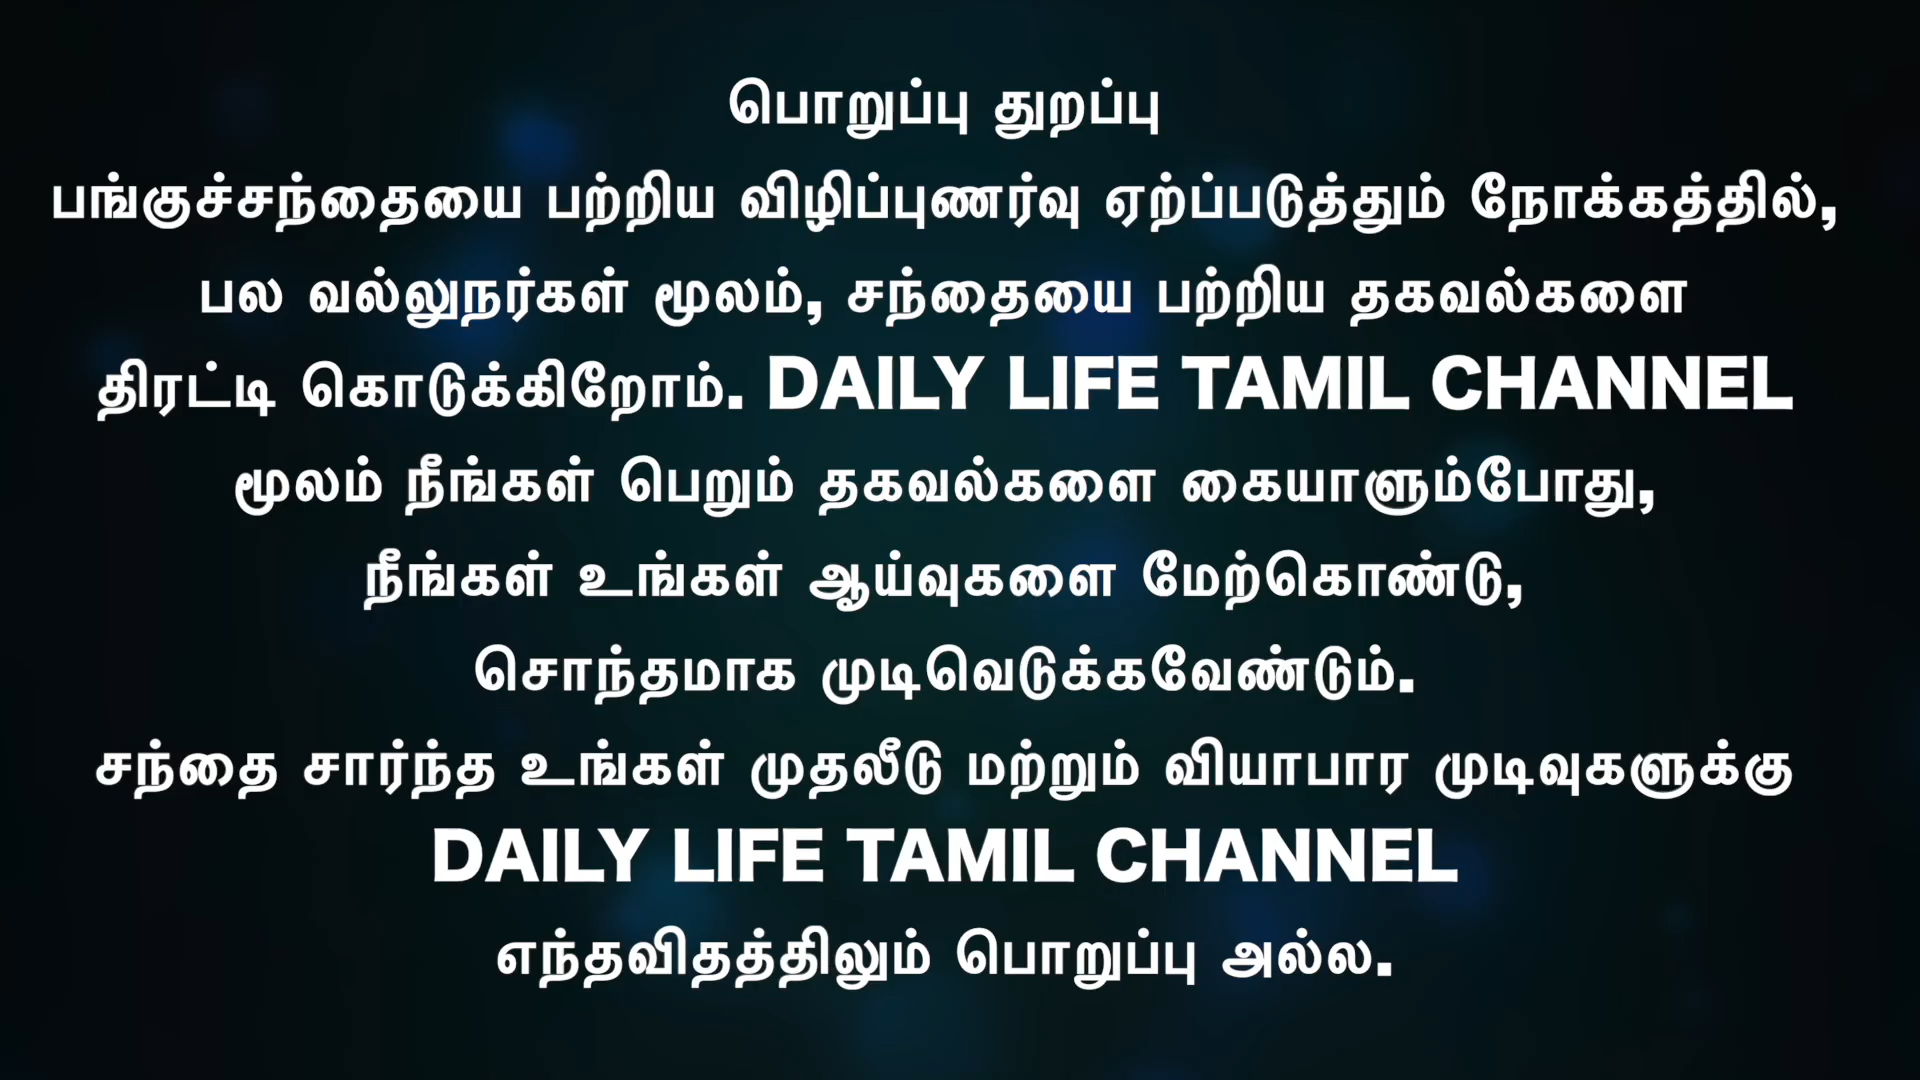 பொறுப்பு துறப்பு
பங்குச்சந்தையை பற்றிய விழிப்புணர்வு ஏற்ப்படுத்தும் நோக்கத்தில்,
பல வல்லுநர்கள் மூலம், சந்தையை பற்றிய தகவல்களை
திரட்டி கொடுக்கிறோம். DAILY LIFE TAMIL CHANNEL
மூலம் நீங்கள் பெறும் தகவல்களை கையாளும்போது,
நீங்கள் உங்கள் ஆய்வுகளை மேற்கொண்டு,
சொந்தமாக முடிவெடுக்கவேண்டும்.
சந்தை சார்ந்த உங்கள் முதலீடு மற்றும் வியாபார முடிவுகளுக்கு
DAILY LIFE TAMIL CHANNEL
எந்தவிதத்திலும் பொறுப்பு அல்ல.